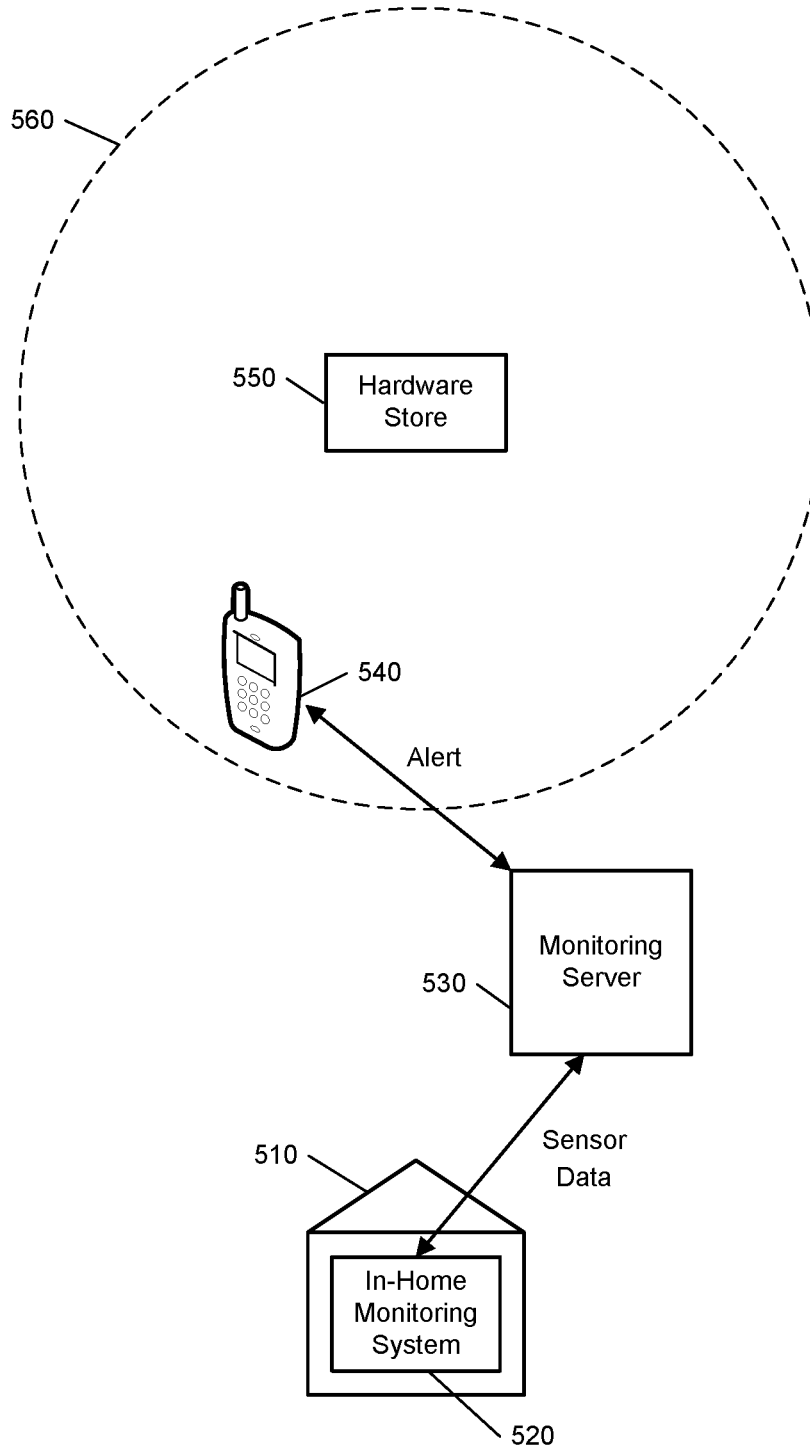 560
550
Hardware
Store
540
Alert
Monitoring
Server
530
Sensor
Data
510
In-Home
Monitoring
System
520